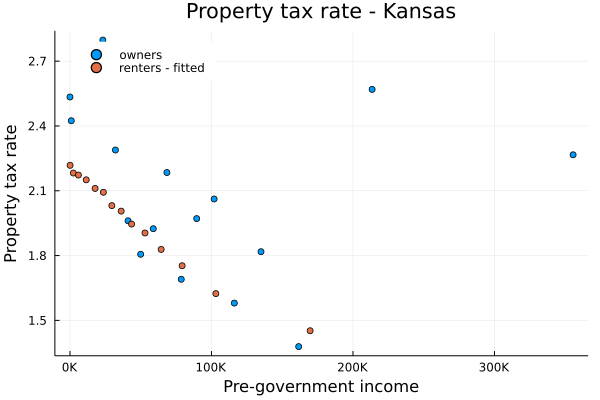 Property tax rate - Kansas
owners
renters - fitted
2.7
2.4
2.1
1.8
1.5
Property tax rate
0K 100K 200K 300K
Pre-government income